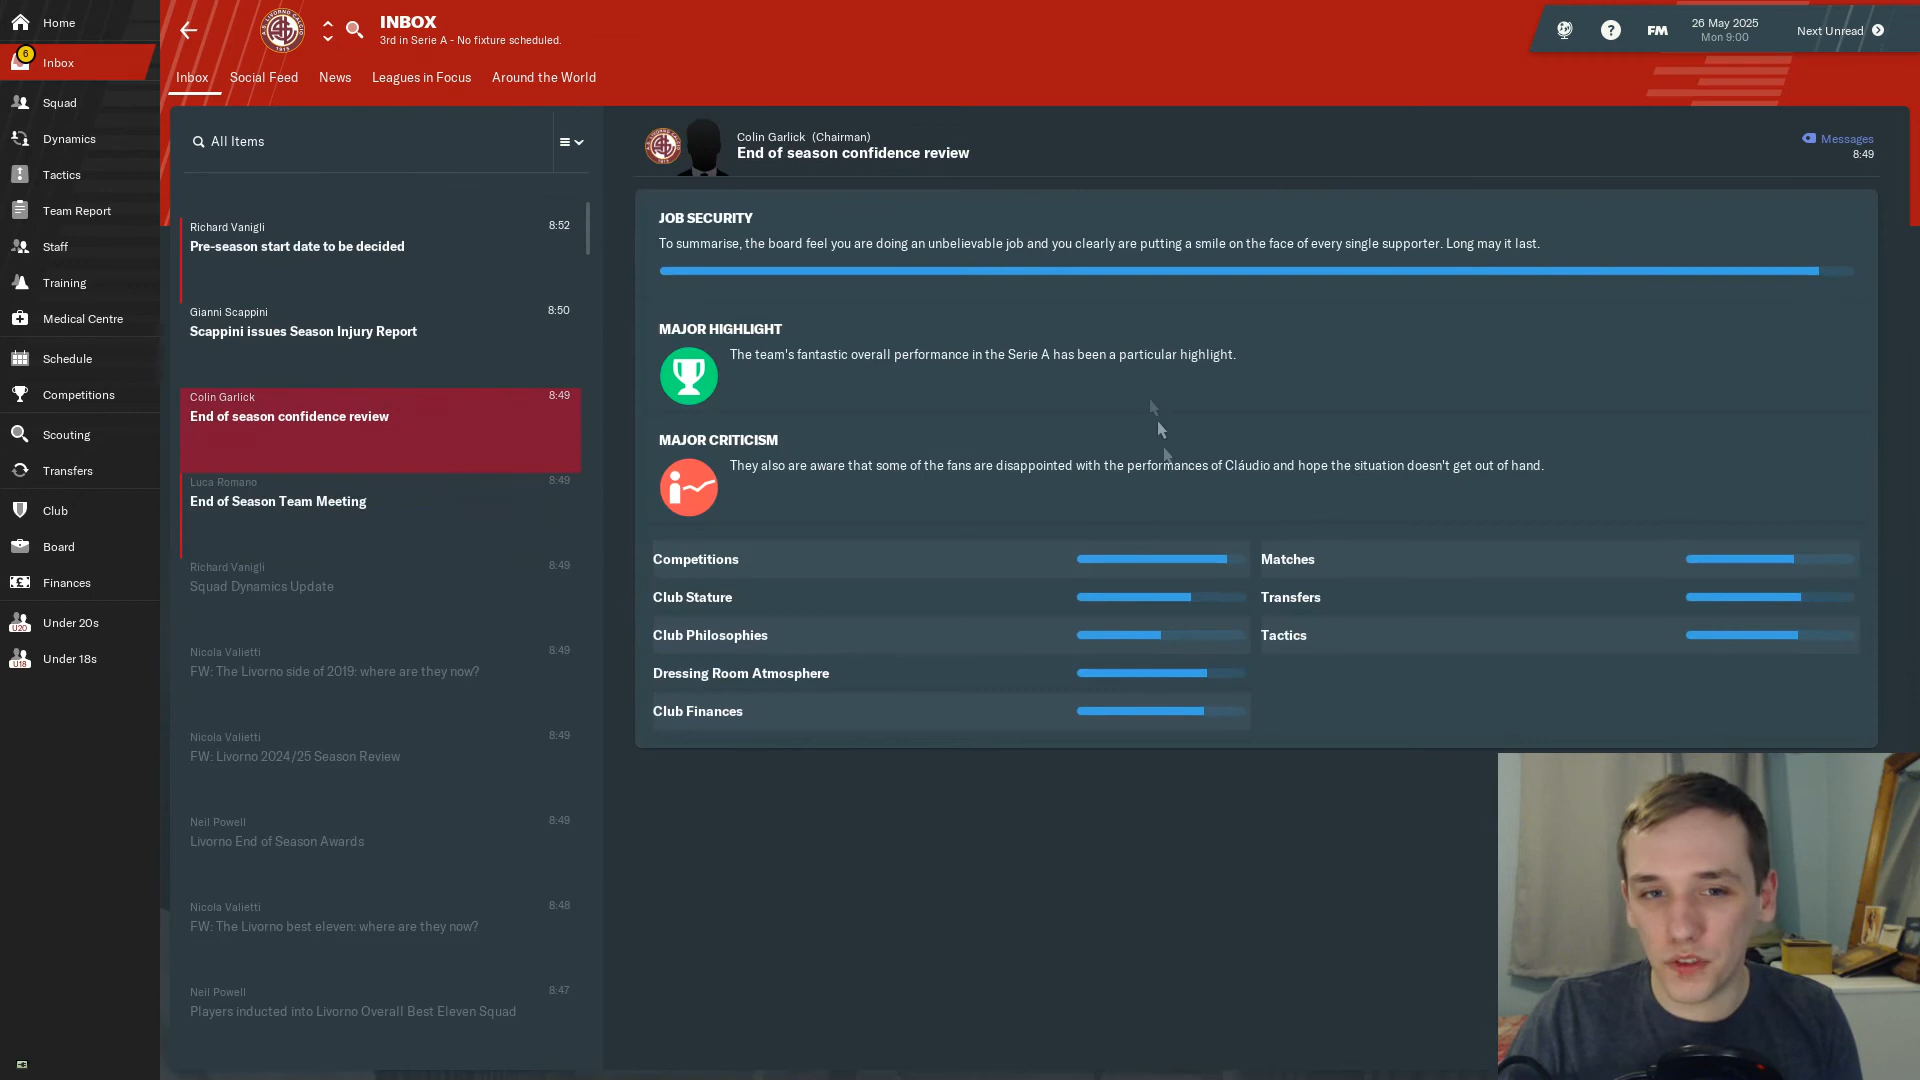 Home
6
Inbox
Squad
Dynamics
Tactics
Team Report
Staff
Training
Medical Centre
Schedule
Competitions
Scouting
Transfers
Club
Board
Finances
U20
Under 20s
U18
Under 18s
A.S. LIVORNO CALCIO
1915
INBOX
3rd in Serie A - No fixture scheduled.
?
FM
26 May 2025
Mon 9:00
Next Unread
Inbox
Social Feed
News
Leagues in Focus
Around the World
All Items
Richard Vanigli
8:52
Pre-season start date to be decided
Gianni Scappini
8:50
Scappini issues Season Injury Report
Colin Garlick
8:49
End of season confidence review
Luca Romano
8:49
End of Season Team Meeting
Richard Vanigli
8:49
Squad Dynamics Update
Nicola Valietti
8:49
FW: The Livorno side of 2019: where are they now?
Nicola Valietti
8:49
FW: Livorno 2024/25 Season Review
Neil Powell
8:49
Livorno End of Season Awards
Nicola Valietti
8:48
FW: The Livorno best eleven: where are they now?
Neil Powell
8:47
Players inducted into Livorno Overall Best Eleven Squad
Colin Garlick (Chairman)
End of season confidence review
Messages
8:49
JOB SECURITY
To summarise, the board feel you are doing an unbelievable job and you clearly are putting a smile on the face of every single supporter. Long may it last.
MAJOR HIGHLIGHT
The team's fantastic overall performance in the Serie A has been a particular highlight.
MAJOR CRITICISM
They also are aware that some of the fans are disappointed with the performances of Cláudio and hope the situation doesn't get out of hand.
Competitions
Matches
Club Stature
Transfers
Club Philosophies
Tactics
Dressing Room Atmosphere
Club Finances